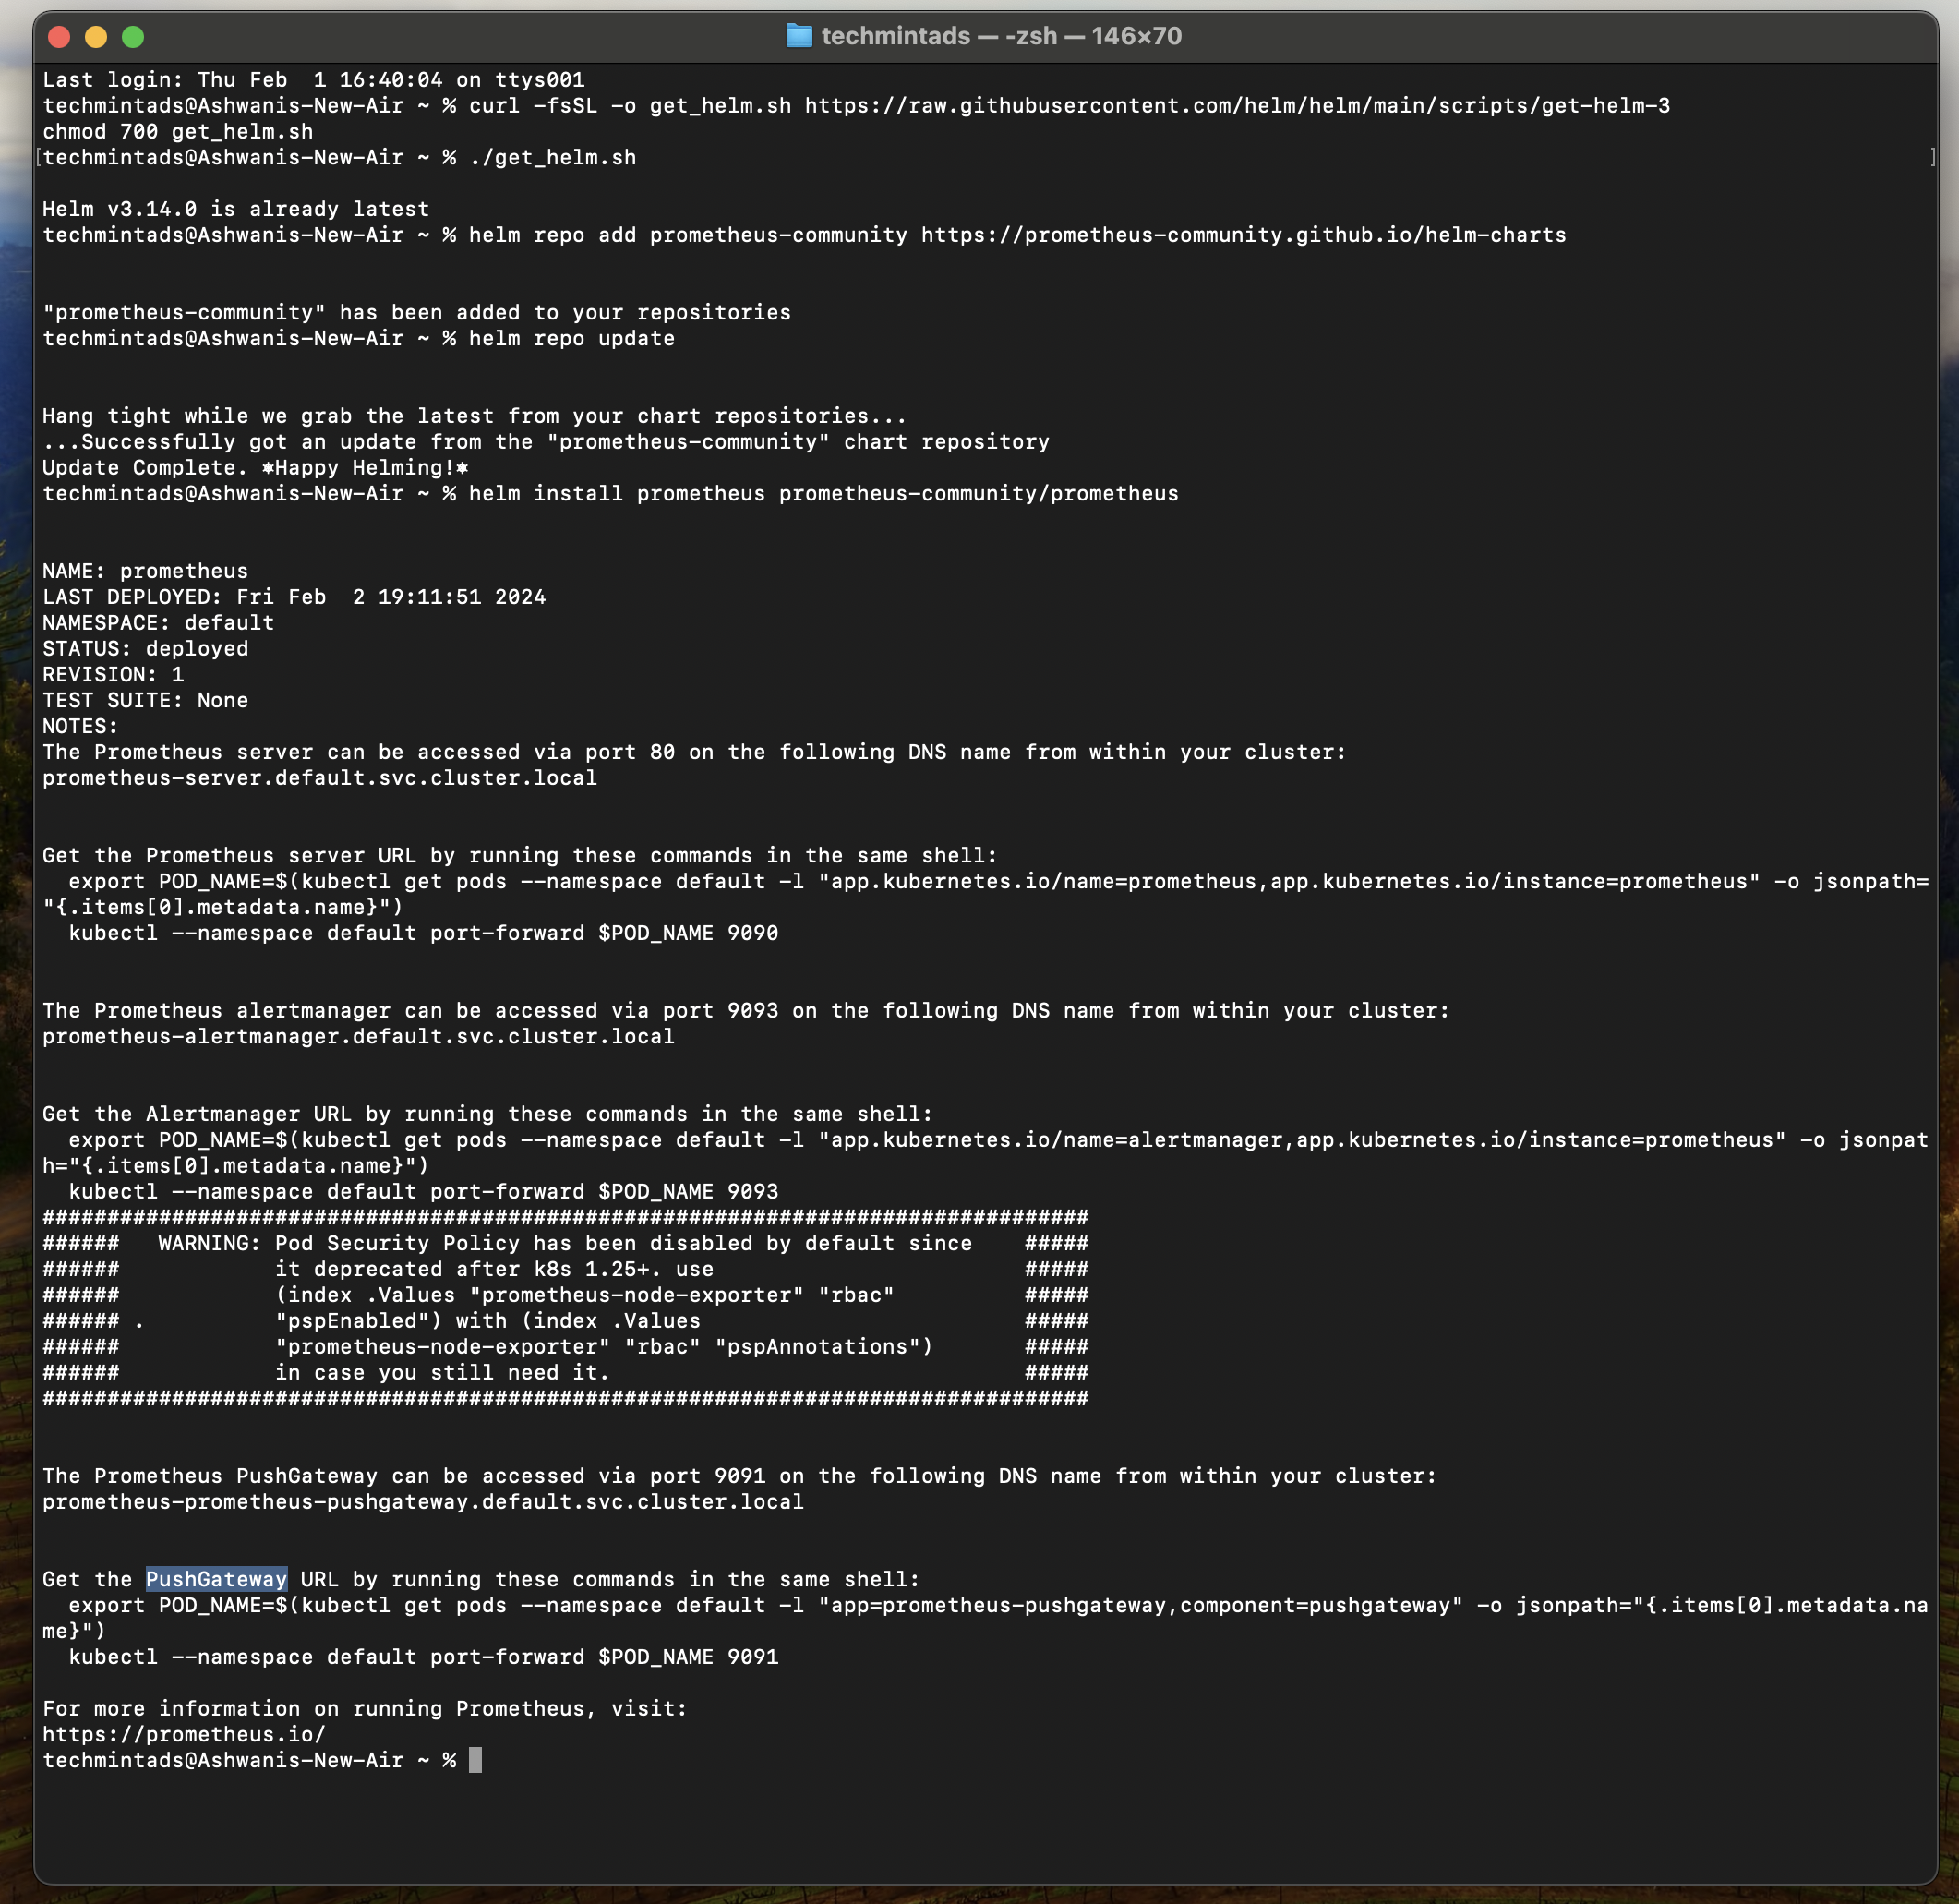 techmintads — -zsh — 146×70
Last login: Thu Feb  1 16:40:04 on ttys001
techmintads@Ashwanis-New-Air ~ % curl -fsSL -o get_helm.sh https://raw.githubusercontent.com/helm/helm/main/scripts/get-helm-3
chmod 700 get_helm.sh
[techmintads@Ashwanis-New-Air ~ % ./get_helm.sh ]
Helm v3.14.0 is already latest
techmintads@Ashwanis-New-Air ~ % helm repo add prometheus-community https://prometheus-community.github.io/helm-charts
"prometheus-community" has been added to your repositories
techmintads@Ashwanis-New-Air ~ % helm repo update
Hang tight while we grab the latest from your chart repositories...
...Successfully got an update from the "prometheus-community" chart repository
Update Complete. ⎈Happy Helming!⎈
techmintads@Ashwanis-New-Air ~ % helm install prometheus prometheus-community/prometheus
NAME: prometheus
LAST DEPLOYED: Fri Feb  2 19:11:51 2024
NAMESPACE: default
STATUS: deployed
REVISION: 1
TEST SUITE: None
NOTES:
The Prometheus server can be accessed via port 80 on the following DNS name from within your cluster:
prometheus-server.default.svc.cluster.local
Get the Prometheus server URL by running these commands in the same shell:
  export POD_NAME=$(kubectl get pods --namespace default -l "app.kubernetes.io/name=prometheus,app.kubernetes.io/instance=prometheus" -o jsonpath=
"{.items[0].metadata.name}")
  kubectl --namespace default port-forward $POD_NAME 9090
The Prometheus alertmanager can be accessed via port 9093 on the following DNS name from within your cluster:
prometheus-alertmanager.default.svc.cluster.local
Get the Alertmanager URL by running these commands in the same shell:
  export POD_NAME=$(kubectl get pods --namespace default -l "app.kubernetes.io/name=alertmanager,app.kubernetes.io/instance=prometheus" -o jsonpat
h="{.items[0].metadata.name}")
  kubectl --namespace default port-forward $POD_NAME 9093
#################################################################################
######   WARNING: Pod Security Policy has been disabled by default since    #####
######            it deprecated after k8s 1.25+. use                        #####
######            (index .Values "prometheus-node-exporter" "rbac"          #####
###### .          "pspEnabled") with (index .Values                         #####
######            "prometheus-node-exporter" "rbac" "pspAnnotations")       #####
######            in case you still need it.                                #####
#################################################################################
The Prometheus PushGateway can be accessed via port 9091 on the following DNS name from within your cluster:
prometheus-prometheus-pushgateway.default.svc.cluster.local
Get the PushGateway URL by running these commands in the same shell:
  export POD_NAME=$(kubectl get pods --namespace default -l "app=prometheus-pushgateway,component=pushgateway" -o jsonpath="{.items[0].metadata.na
me}")
  kubectl --namespace default port-forward $POD_NAME 9091
For more information on running Prometheus, visit:
https://prometheus.io/
techmintads@Ashwanis-New-Air ~ %